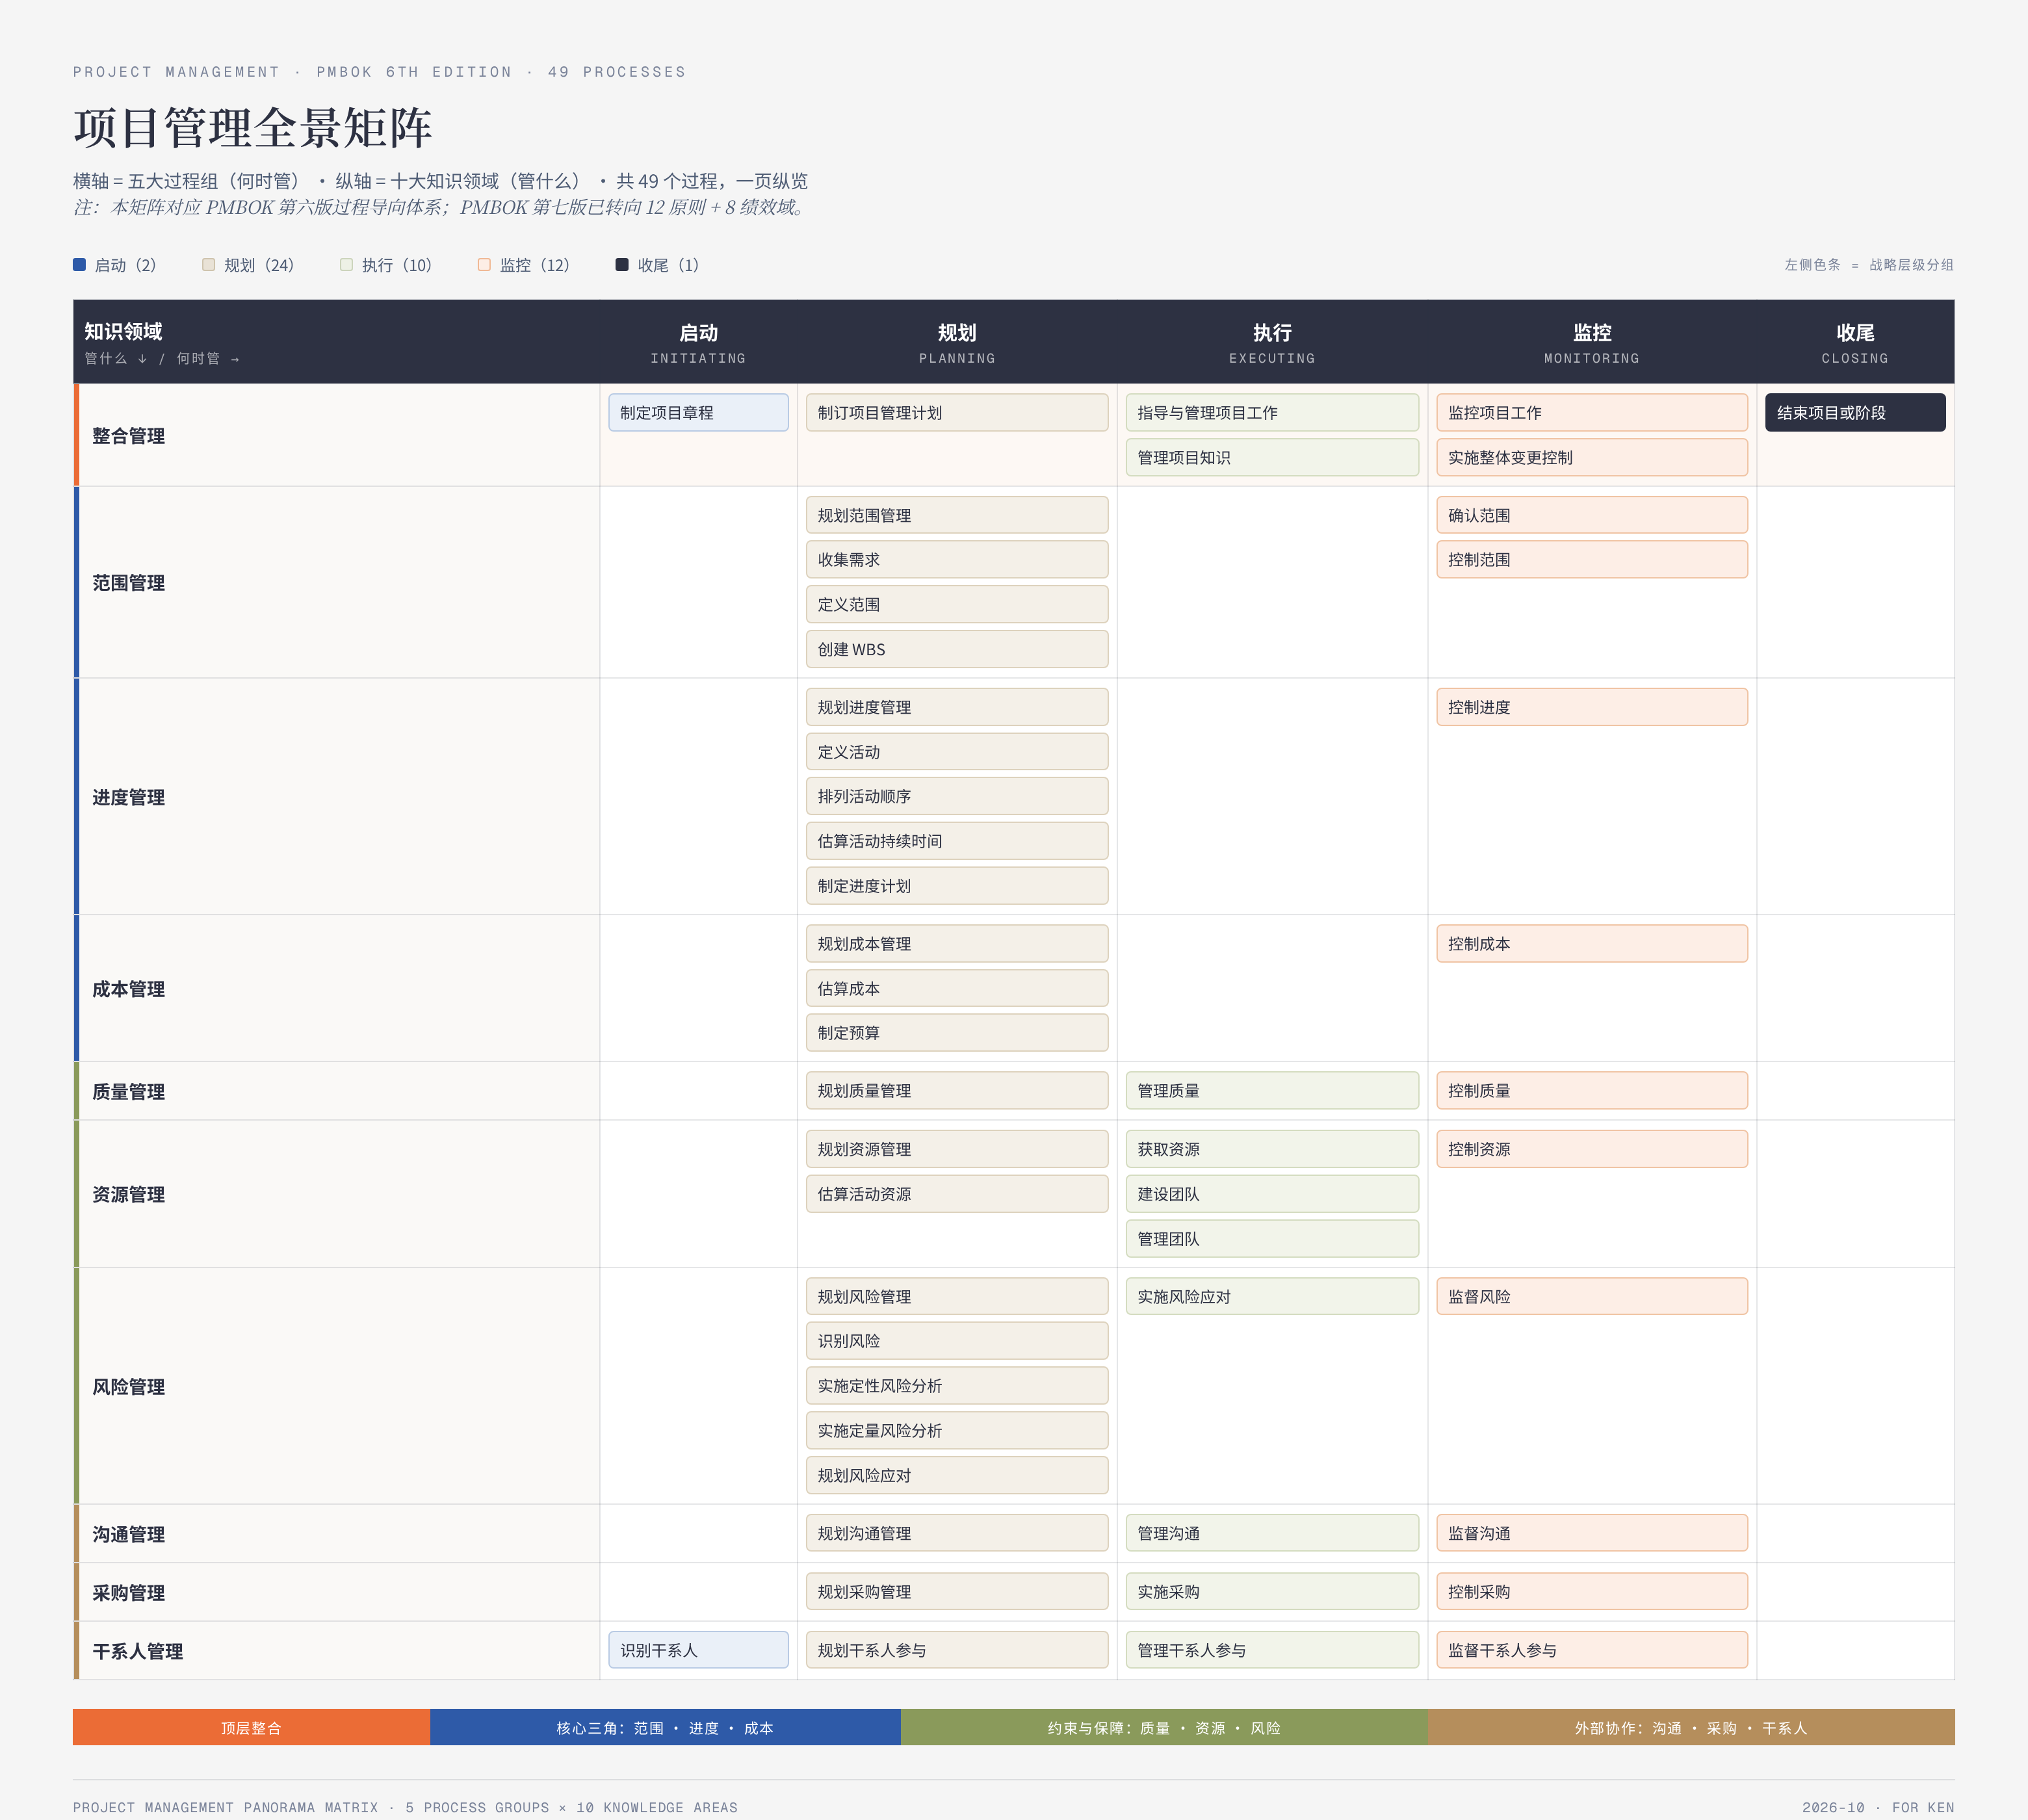 PROJECT MANAGEMENT · PMBOK 6TH EDITION · 49 PROCESSES
项目管理全景矩阵
横轴 = 五大过程组（何时管） · 纵轴 = 十大知识领域（管什么） · 共 49 个过程，一页纵览
注：本矩阵对应 PMBOK 第六版过程导向体系；PMBOK 第七版已转向 12 原则 + 8 绩效域。
启动（2） 规划（24） 执行（10） 监控（12） 收尾（1） 左侧色条 = 战略层级分组
知识领域 启动 规划 执行 监控 收尾
管什么 ↓ / 何时管 → INITIATING PLANNING EXECUTING MONITORING CLOSING
整合管理
制定项目章程 制订项目管理计划 指导与管理项目工作 监控项目工作 结束项目或阶段
管理项目知识 实施整体变更控制
范围管理
规划范围管理 确认范围
收集需求 控制范围
定义范围
创建 WBS
进度管理
规划进度管理 控制进度
定义活动
排列活动顺序
估算活动持续时间
制定进度计划
成本管理
规划成本管理 控制成本
估算成本
制定预算
质量管理 规划质量管理 管理质量 控制质量
资源管理
规划资源管理 获取资源 控制资源
估算活动资源 建设团队
管理团队
风险管理
规划风险管理 实施风险应对 监督风险
识别风险
实施定性风险分析
实施定量风险分析
规划风险应对
沟通管理 规划沟通管理 管理沟通 监督沟通
采购管理 规划采购管理 实施采购 控制采购
干系人管理 识别干系人 规划干系人参与 管理干系人参与 监督干系人参与
顶层整合 核心三角：范围 · 进度 · 成本 约束与保障：质量 · 资源 · 风险 外部协作：沟通 · 采购 · 干系人
PROJECT MANAGEMENT PANORAMA MATRIX · 5 PROCESS GROUPS × 10 KNOWLEDGE AREAS 2026-10 · FOR KEN